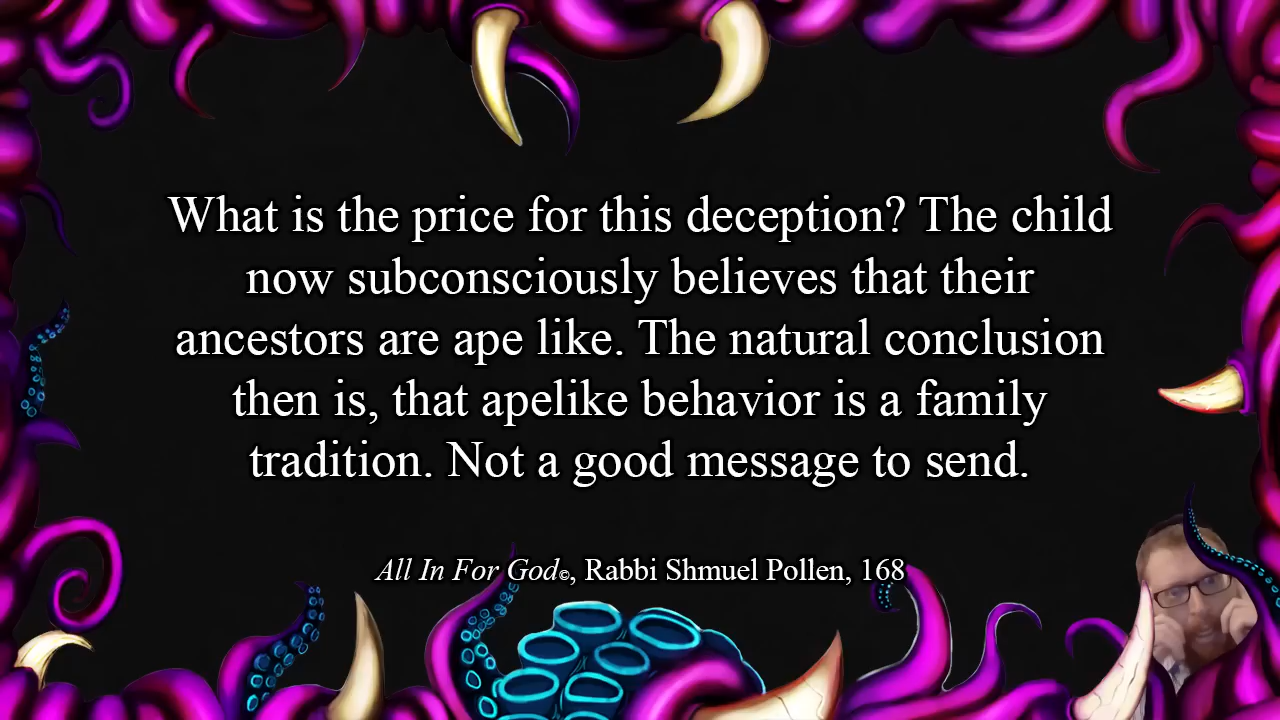 What is the price for this deception? The child
now subconsciously believes that their
ancestors are ape like. The natural conclusion
then is, that apelike behavior is a family
tradition. Not a good message to send.
All In For God©, Rabbi Shmuel Pollen, 168